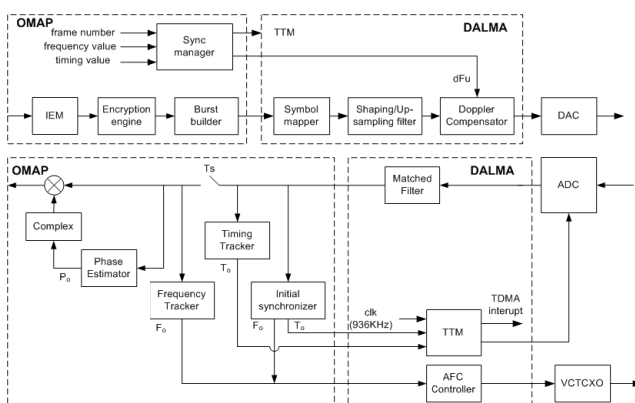 OMAP
DALMA
frame number
frequency value
timing value
Sync
manager
TTM
dFu
IEM
Encryption
engine
Burst
builder
Symbol
mapper
Shaping/Up-
sampling filter
Doppler
Compensator
DAC
OMAP
DALMA
Ts
Matched
Filter
ADC
Complex
Phase
Estimator
Po
Timing
Tracker
To
Frequency
Tracker
Fo
Initial
synchronizer
Fo
To
clk
(936KHz)
TTM
TDMA
interupt
AFC
Controller
VCTCXO